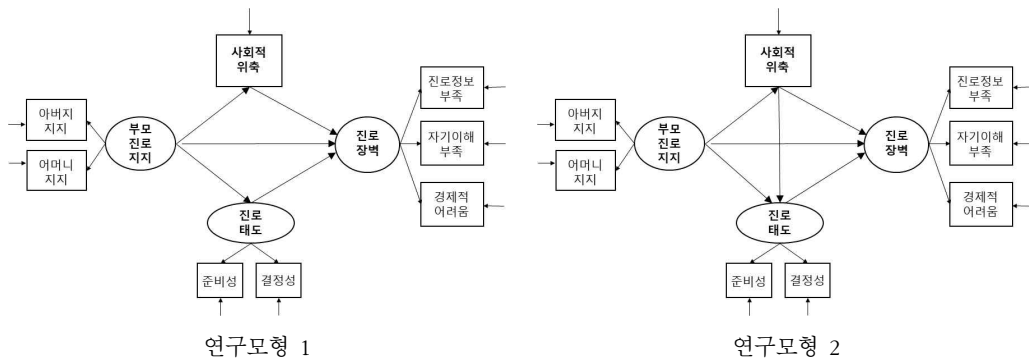 사회적
위축
아버지
지지
어머니
지지
부모
진로
지지
진로
장벽
진로정보
부족
자기이해
부족
경제적
어려움
진로
태도
준비성
결정성
연구모형 1
사회적
위축
아버지
지지
어머니
지지
부모
진로
지지
진로
장벽
진로정보
부족
자기이해
부족
경제적
어려움
진로
태도
준비성
결정성
연구모형 2